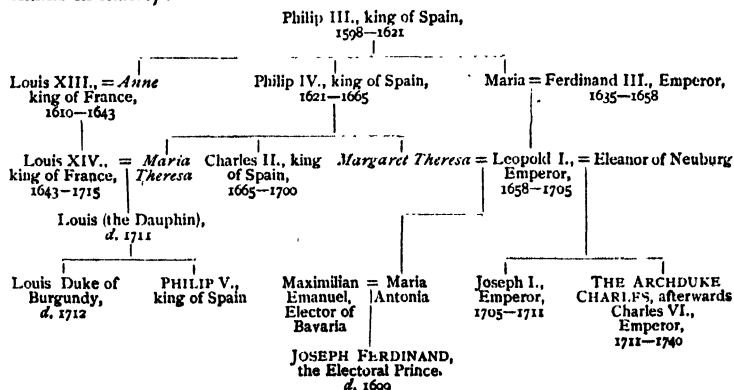 Philip III., king of Spain,
1598—1621
Louis XIII., = Anne
king of France,
1610—1643
Philip IV., king of Spain,
1621—1665
Maria = Ferdinand III., Emperor,
1635—1658
Louis XIV., = Maria
king of France, Theresa
1643—1715
Charles II., king
of Spain,
1665—1700
Margaret Theresa = Leopold I., = Eleanor of Neuburg
Emperor,
1658—1705
Louis (the Dauphin),
d. 1711
Louis Duke of
Burgundy,
d. 1712
PHILIP V.,
king of Spain
Maximilian = Maria
Emanuel, Antonia
Elector of
Bavaria
Joseph I.,
Emperor,
1705—1711
THE ARCHDUKE
CHARLES, afterwards
Charles VI.,
Emperor,
1711—1740
JOSEPH FERDINAND,
the Electoral Prince.
d. 1699